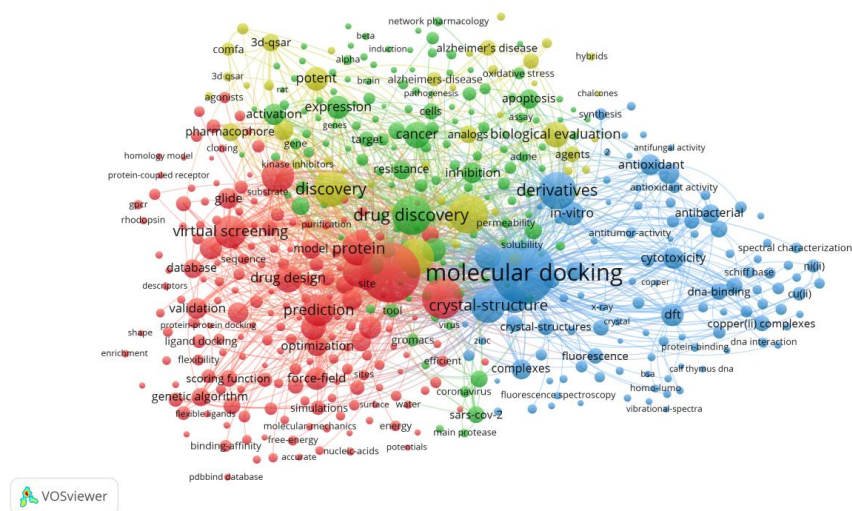 network pharmacology
beta
3d-qsar
alzheimer's disease
induction
comfa
hybrids
alpha
3d qsar
potent
brain
alzheimers-disease
oxidative stress
rat
pathogenesis
chalcones
agonists
expression
cells
apoptosis
activation
assay
synthesis
genes
pharmacophore
cancer
analogs
biological evaluation
cloning
gene
target
2
antifungal activity
homology model
kinase inhibitors
adme
agents
resistance
antioxidant
protein-coupled receptor
substrate
inhibition
discovery
derivatives
antioxidant activity
glide
gpcr
purification
drug discovery
in-vitro
antibacterial
rhodopsin
permeability
virtual screening
antitumor-activity
model
protein
solubility
spectral characterization
sequence
cytotoxicity
database
molecular docking
schiff base
ni(ii)
drug design
site
copper
descriptors
dna-binding
cu(ii)
prediction
crystal-structure
validation
tool
x-ray
dft
protein-protein docking
virus
crystal-structures
crystal
copper(ii) complexes
shape
ligand docking
gromacs
zinc
dna interaction
optimization
protein-binding
enrichment
flexibility
efficient
fluorescence
complexes
calf thymus dna
scoring function
force-field
sites
bsa
coronavirus
homo-lumo
genetic algorithm
fluorescence spectroscopy
flexible ligands
simulations
surface
water
sars-cov-2
vibrational-spectra
molecular-mechanics
energy
main protease
binding-affinity
free-energy
potentials
accurate
nucleic-acids
pdbbind database
VOSviewer